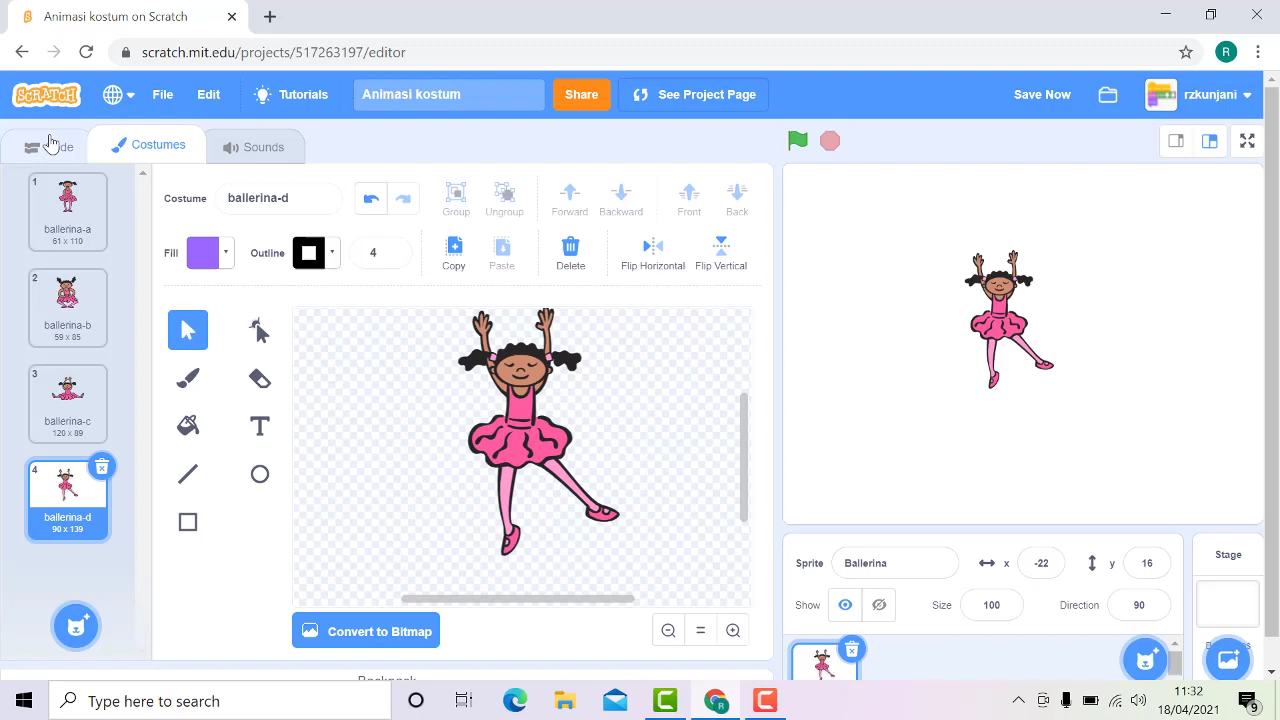 Animasi kostum on Scratch
scratch.mit.edu/projects/517263197/editor
R
SCRATCH
File
Edit
Tutorials
Animasi kostum
Share
See Project Page
Save Now
rzkunjani
de
Costumes
Sounds
1
ballerina-a
61 x 110
2
ballerina-b
59 x 85
3
ballerina-c
120 x 89
4
ballerina-d
90 x 139
Costume
ballerina-d
Group
Ungroup
Forward
Backward
Front
Back
Fill
Outline
4
Copy
Paste
Delete
Flip Horizontal
Flip Vertical
T
Convert to Bitmap
Sprite
Ballerina
x
-22
y
16
Show
Size
100
Direction
90
Stage
Backpack
Type here to search
11:32
18/04/2021
9